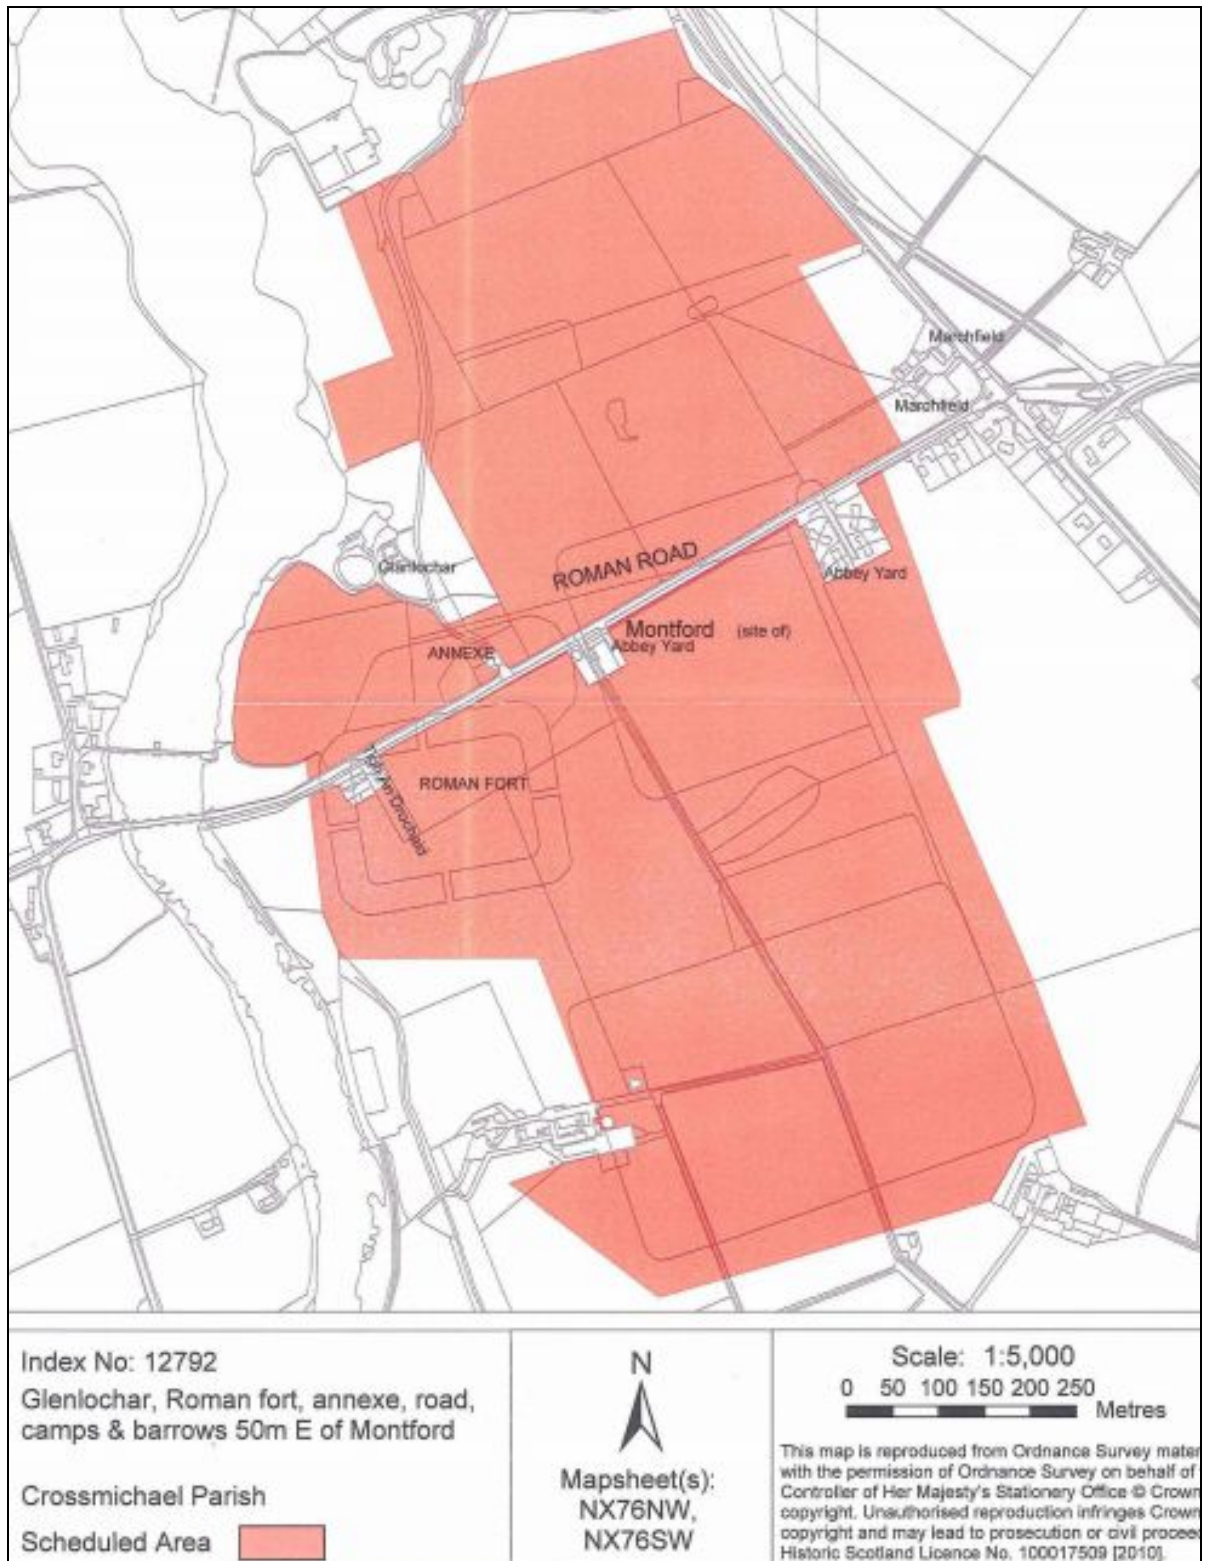 Marchfield
Marchfield
Glenlochar
ROMAN ROAD
Abbey Yard
Montford (site of)
Abbey Yard
ANNEXE
ROMAN FORT
Tigh An Drochaid
Index No: 12792
Glenlochar, Roman fort, annexe, road,
camps & barrows 50m E of Montford
Crossmichael Parish
Scheduled Area
N
Mapsheet(s):
NX76NW,
NX76SW
Scale: 1:5,000
0 50 100 150 200 250
Metres
This map is reproduced from Ordnance Survey mater
with the permission of Ordnance Survey on behalf of
Controller of Her Majesty's Stationery Office © Crown
copyright. Unauthorised reproduction infringes Crown
copyright and may lead to prosecution or civil procee
Historic Scotland Licence No. 100017509 [2010].